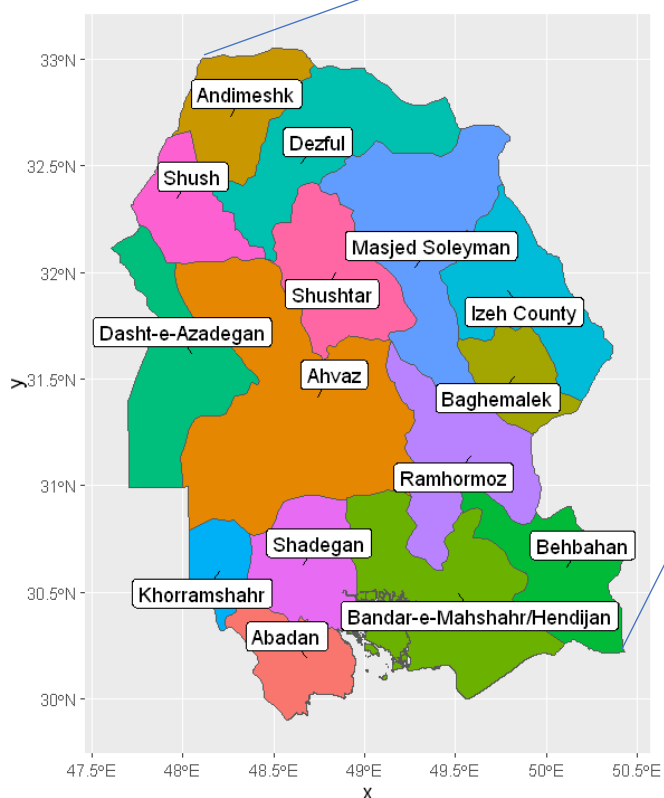 33°N
Andimeshk
Dezful
32.5°N
Shush
Masjed Soleyman
32°N
Shushtar
Izeh County
Dasht-e-Azadegan
y
31.5°N
Ahvaz
Baghemalek
31°N
Ramhormoz
Shadegan
Behbahan
30.5°N
Khorramshahr
Bandar-e-Mahshahr/Hendijan
Abadan
30°N
47.5°E 48°E 48.5°E 49°E 49.5°E 50°E 50.5°E
x